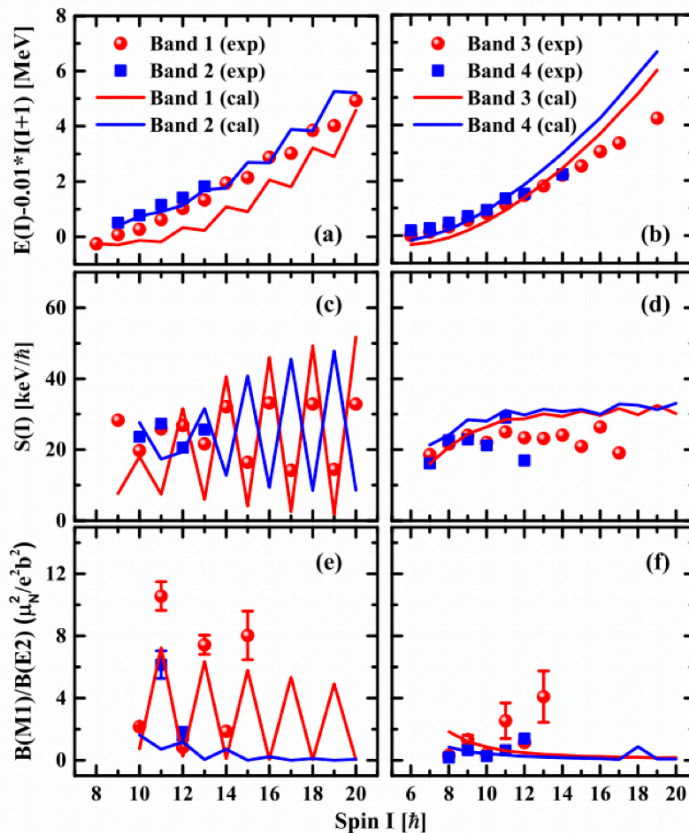 E(I)-0.01*I(I+1) [MeV]
8
6
4
2
0
Band 1 (exp)
Band 2 (exp)
Band 1 (cal)
Band 2 (cal)
(a)
Band 3 (exp)
Band 4 (exp)
Band 3 (cal)
Band 4 (cal)
(b)
S(I) [keV/ħ]
60
40
20
0
(c)
(d)
B(M1)/B(E2) (μ_N^2/e^2b^2)
12
8
4
0
(e)
(f)
8 10 12 14 16 18 20 6 8 10 12 14 16 18 20
Spin I [ħ]